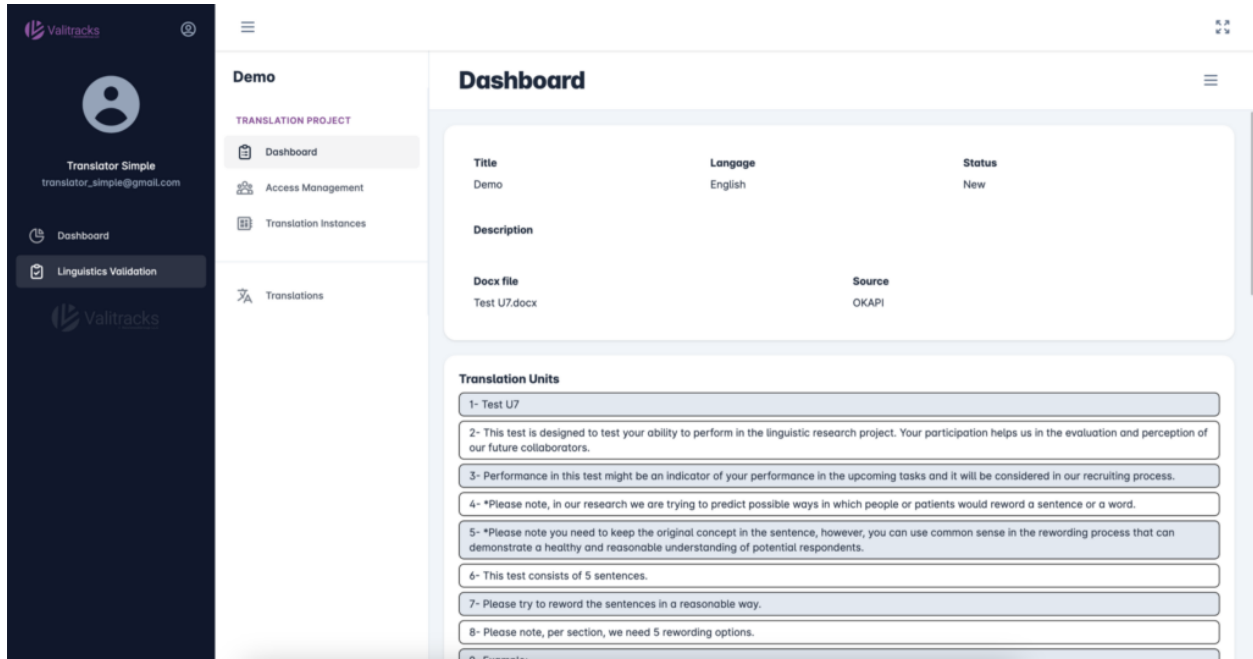 Valitracks
Translator Simple
translator_simple@gmail.com
Dashboard
Linguistics Validation
Valitracks
Demo
TRANSLATION PROJECT
Dashboard
Access Management
Translation Instances
Translations
Dashboard
Title
Langage
Status
Demo
English
New
Description
Docx file
Source
Test U7.docx
OKAPI
Translation Units
1- Test U7
2- This test is designed to test your ability to perform in the linguistic research project. Your participation helps us in the evaluation and perception of
our future collaborators.
3- Performance in this test might be an indicator of your performance in the upcoming tasks and it will be considered in our recruiting process.
4- *Please note, in our research we are trying to predict possible ways in which people or patients would reword a sentence or a word.
5- *Please note you need to keep the original concept in the sentence, however, you can use common sense in the rewording process that can
demonstrate a healthy and reasonable understanding of potential respondents.
6- This test consists of 5 sentences.
7- Please try to reword the sentences in a reasonable way.
8- Please note, per section, we need 5 rewording options.
9- Example: